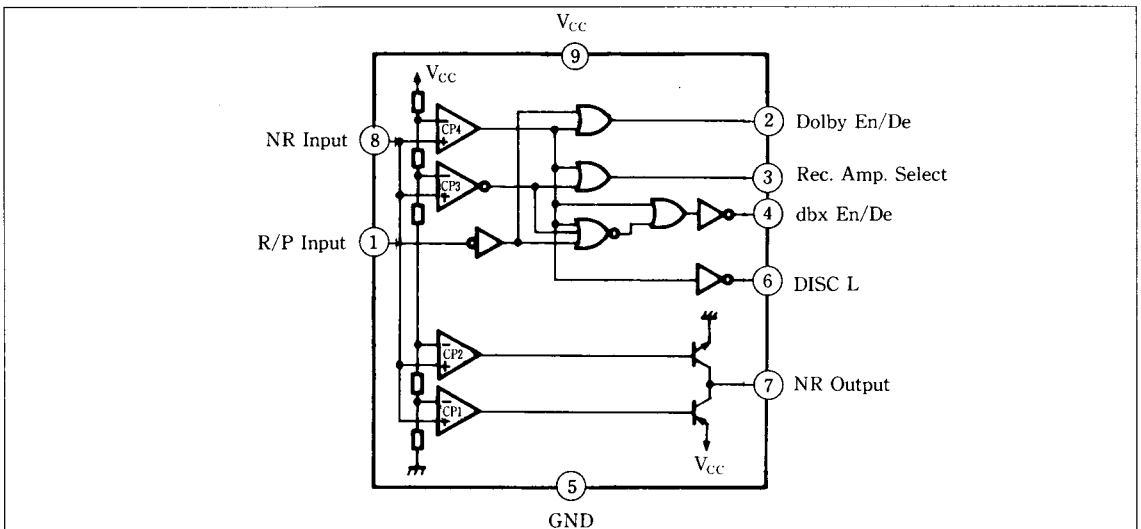 VCC
9
VCC
CP4
2 Dolby En/De
NR Input 8
CP3
3 Rec. Amp. Select
4 dbx En/De
R/P Input 1
6 DISC L
CP2
7 NR Output
CP1
VCC
5
GND